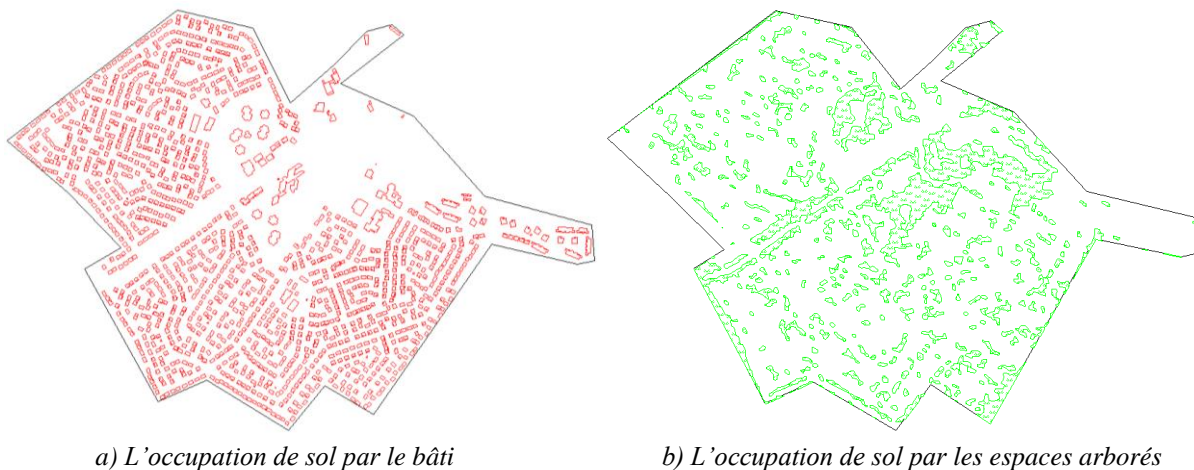 a) L’occupation de sol par le bâti
b) L’occupation de sol par les espaces arborés